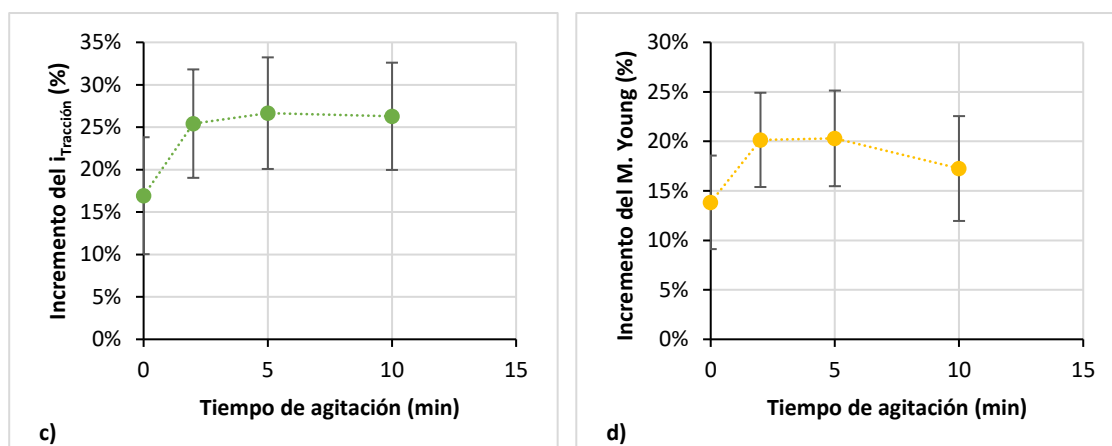 Incremento del i_Tracción (%)
35%
30%
25%
20%
15%
10%
5%
0%
0 5 10 15
Tiempo de agitación (min)
c)
Incremento del M. Young (%)
30%
25%
20%
15%
10%
5%
0%
0 5 10 15
Tiempo de agitación (min)
d)